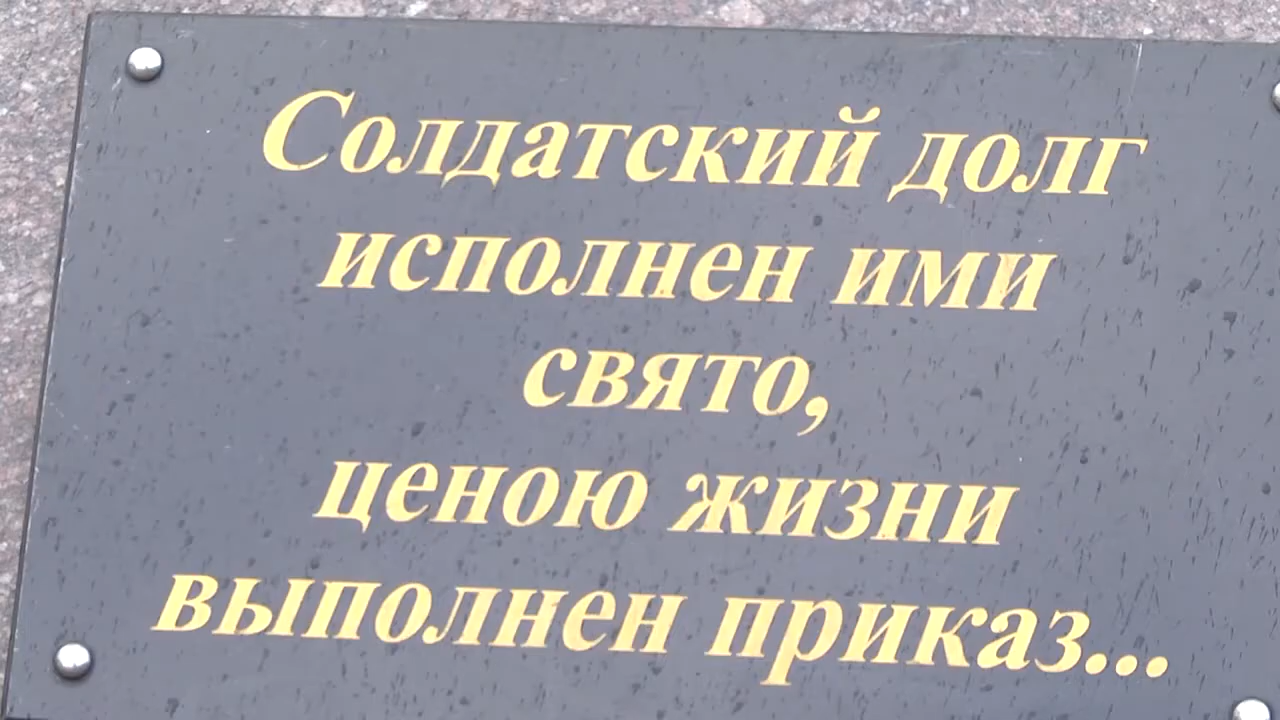 Солдатский долг
исполнен ими
свято,
ценою жизни
выполнен приказ...